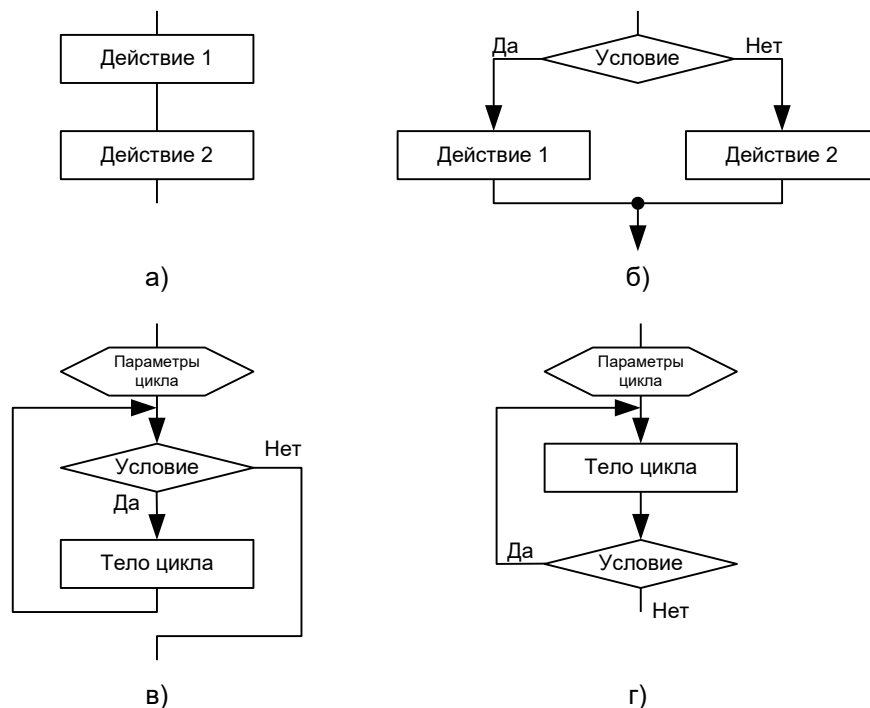 Действие 1
Действие 2
а)
Условие
Да
Нет
Действие 1
Действие 2
б)
Параметры
цикла
Условие
Нет
Да
Тело цикла
в)
Параметры
цикла
Тело цикла
Да
Условие
Нет
г)